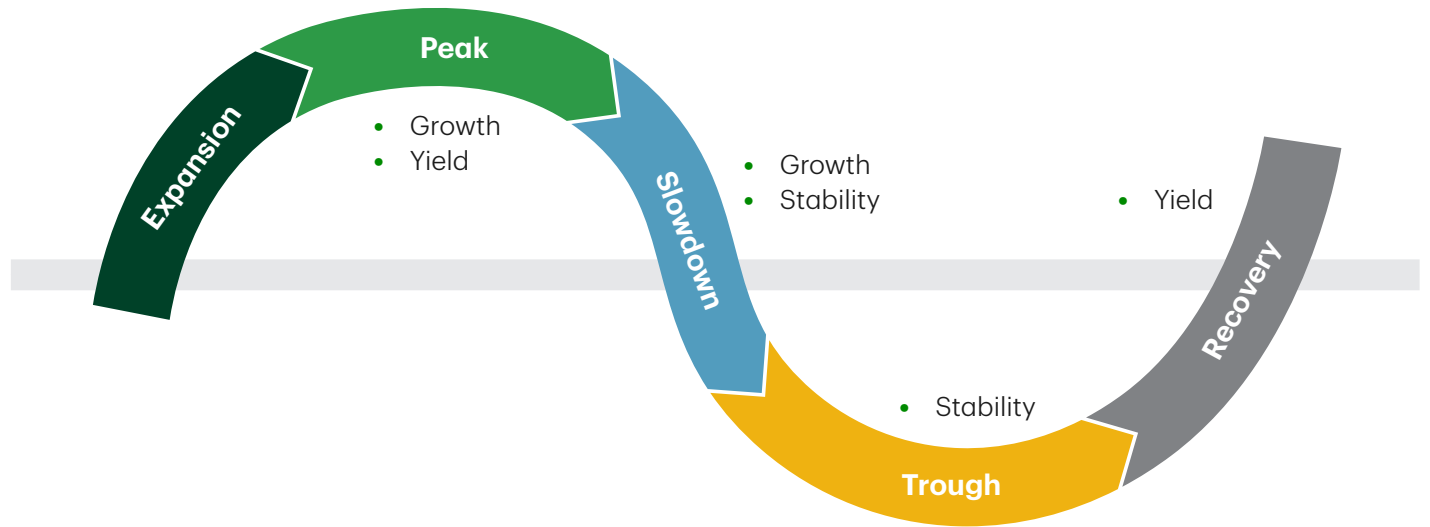 Peak
Expansion
• Growth
• Yield
Slowdown
• Growth
• Stability
• Yield
Recovery
• Stability
Trough